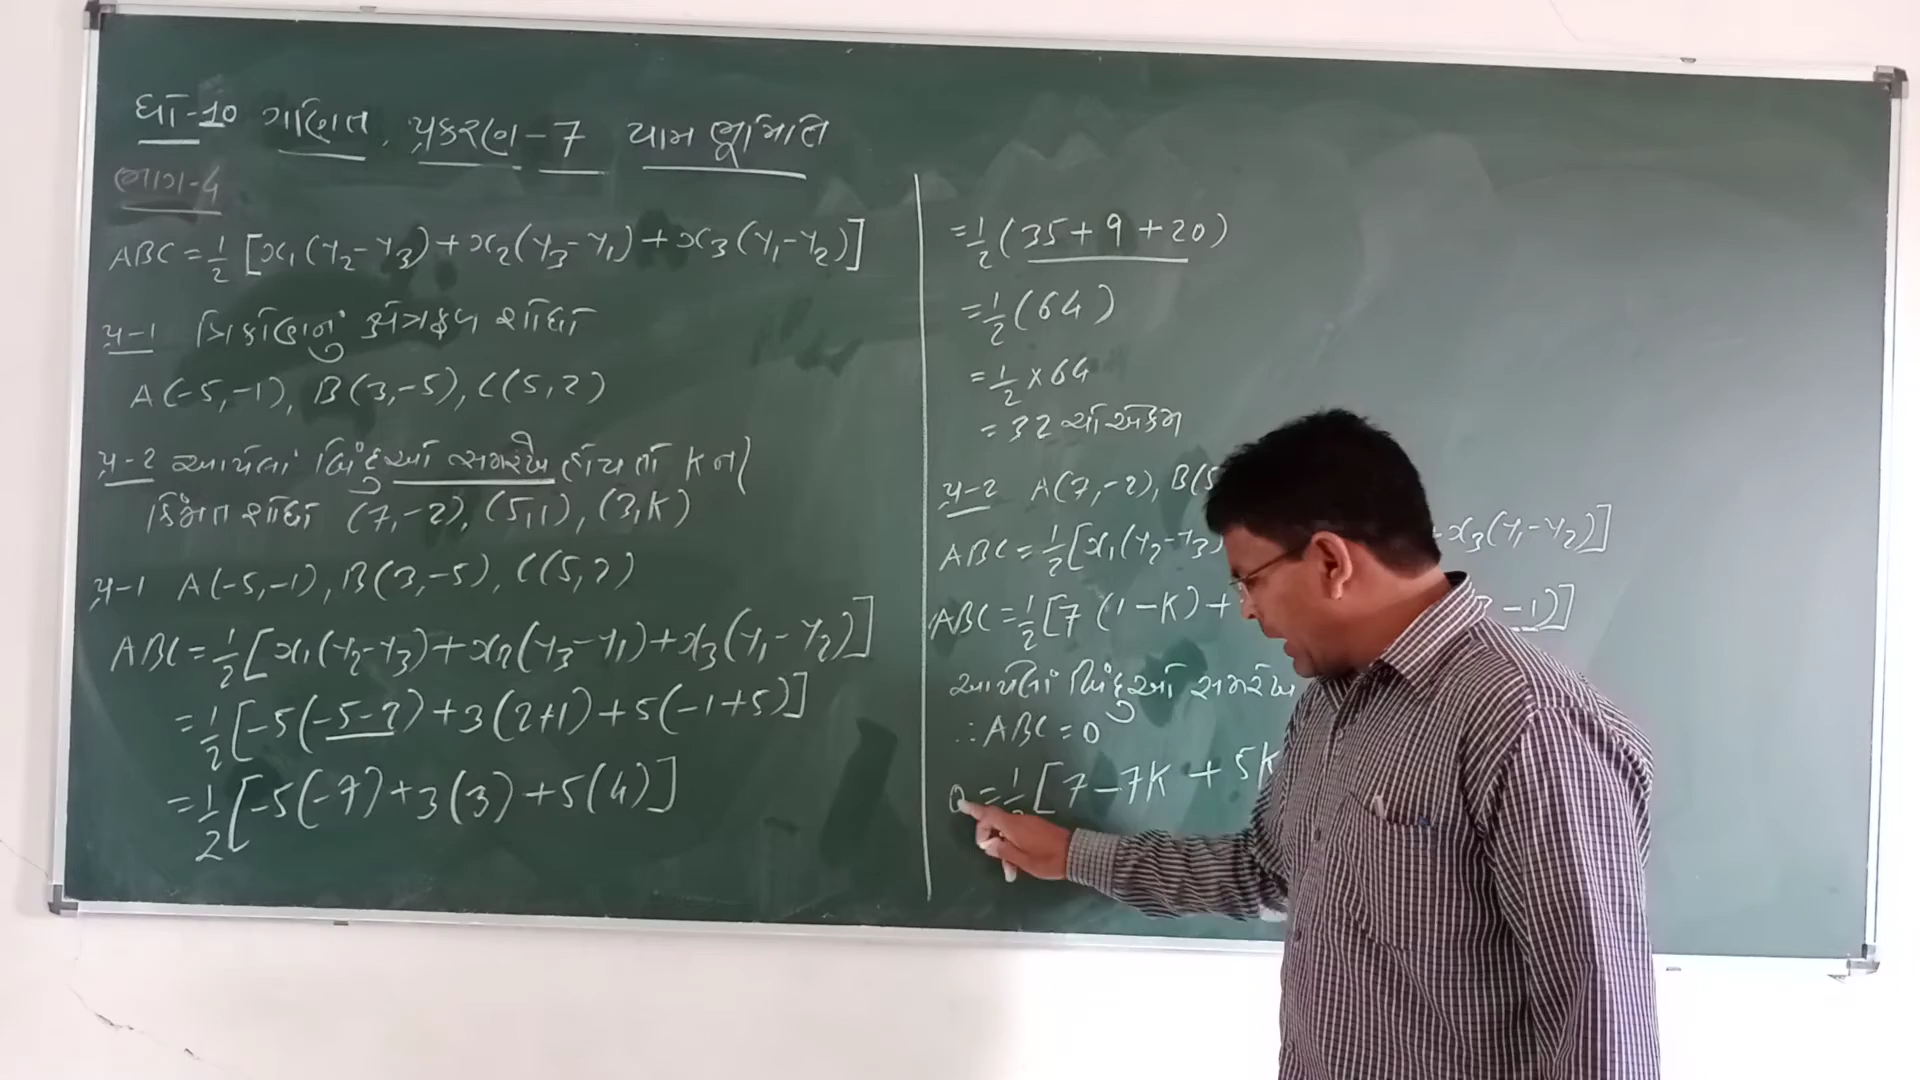 ધો-10 ગણિત, પ્રકરણ-7 યામ ભૂમિતિ
ભાગ-4
ABC = 1/2 [x₁(y₂-y₃)+x₂(y₃-y₁)+x₃(y₁-y₂)]
પ્ર-1 ત્રિકોણનું ક્ષેત્રફળ શોધો
A(-5,-1), B(3,-5), C(5,2)
પ્ર-2 આપેલાં બિંદુઓ સમરેખ હોય તો K ની
કિંમત શોધો (7,-2), (5,1), (3,K)
પ્ર-1 A(-5,-1), B(3,-5), C(5,2)
ABC = 1/2 [x₁(y₂-y₃)+x₂(y₃-y₁)+x₃(y₁-y₂)]
= 1/2 [-5(-5-2)+3(2+1)+5(-1+5)]
= 1/2 [-5(-7)+3(3)+5(4)]
= 1/2 (35+9+20)
= 1/2 (64)
= 1/2 × 64
= 32 ચો એકમ
પ્ર-2 A(7,-2), B(5
ABC = 1/2 [x₁(y₂-y₃) x₃(y₁-y₂)]
ABC = 1/2 [7(1-K)+ -1)]
આપેલાં બિંદુઓ સમરેખ
∴ ABC = 0
0 = 1/2 [7-7K + 5K